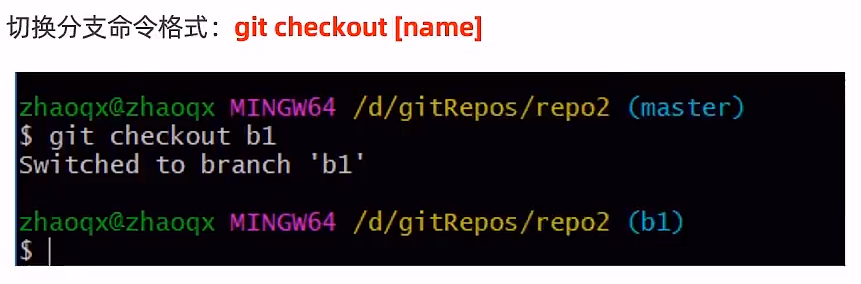 切换分支命令格式：git checkout [name]
zhaoqx@zhaoqx MINGW64 /d/gitRepos/repo2 (master)
$ git checkout b1
Switched to branch 'b1'
zhaoqx@zhaoqx MINGW64 /d/gitRepos/repo2 (b1)
$